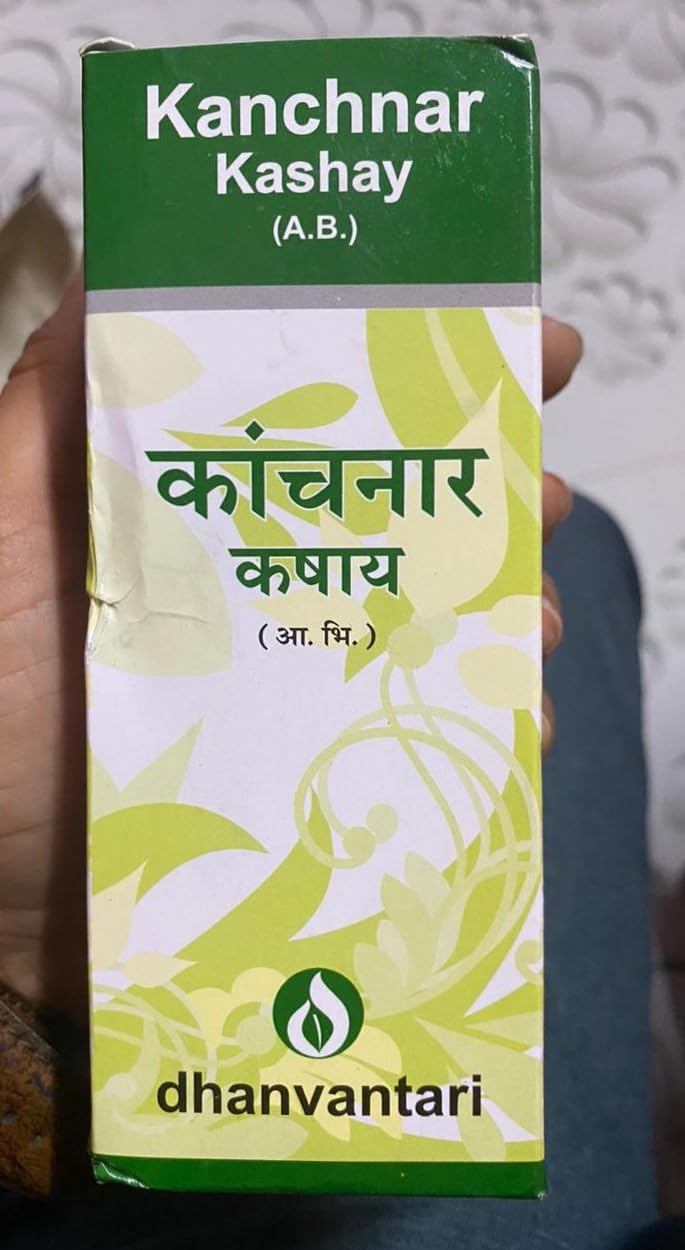 Kanchnar
Kashay
(A.B.)
कांचनार
कषाय
( आ. भि. )
dhanvantari